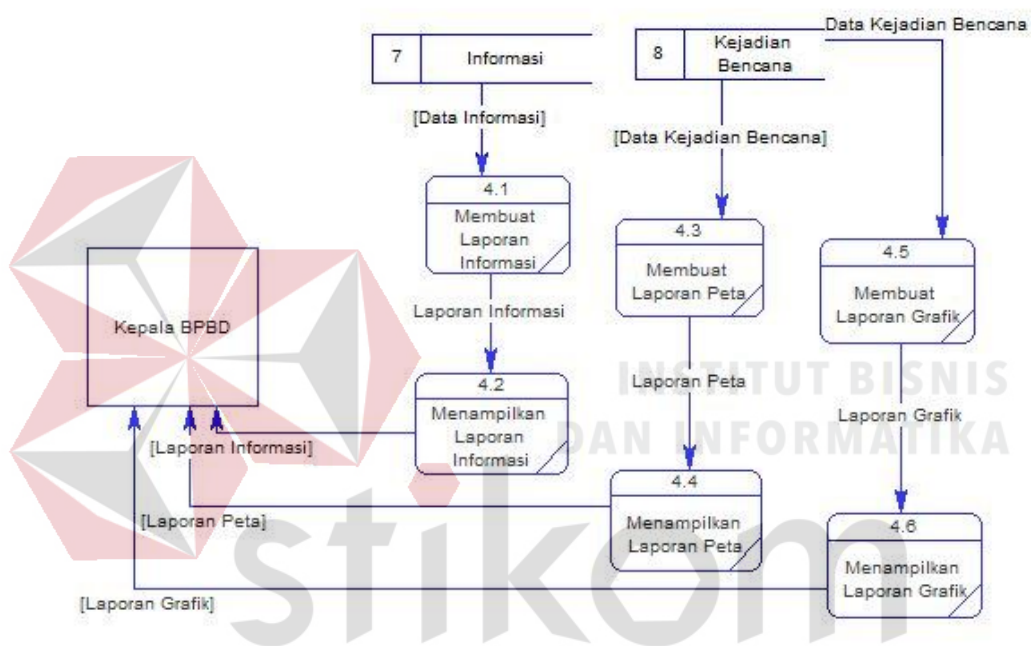 Data Kejadian Bencana
7
Informasi
8
Kejadian
Bencana
[Data Informasi]
[Data Kejadian Bencana]
4.1
Membuat
Laporan
Informasi
4.3
Membuat
Laporan Peta
4.5
Membuat
Laporan Grafik
Kepala BPBD
Laporan Informasi
Laporan Peta
Laporan Grafik
INSTITUT BISNIS
DAN INFORMATIKA
4.2
Menampilkan
Laporan
Informasi
[Laporan Informasi]
4.4
Menampilkan
Laporan Peta
[Laporan Peta]
4.6
Menampilkan
Laporan Grafik
[Laporan Grafik]
stikom